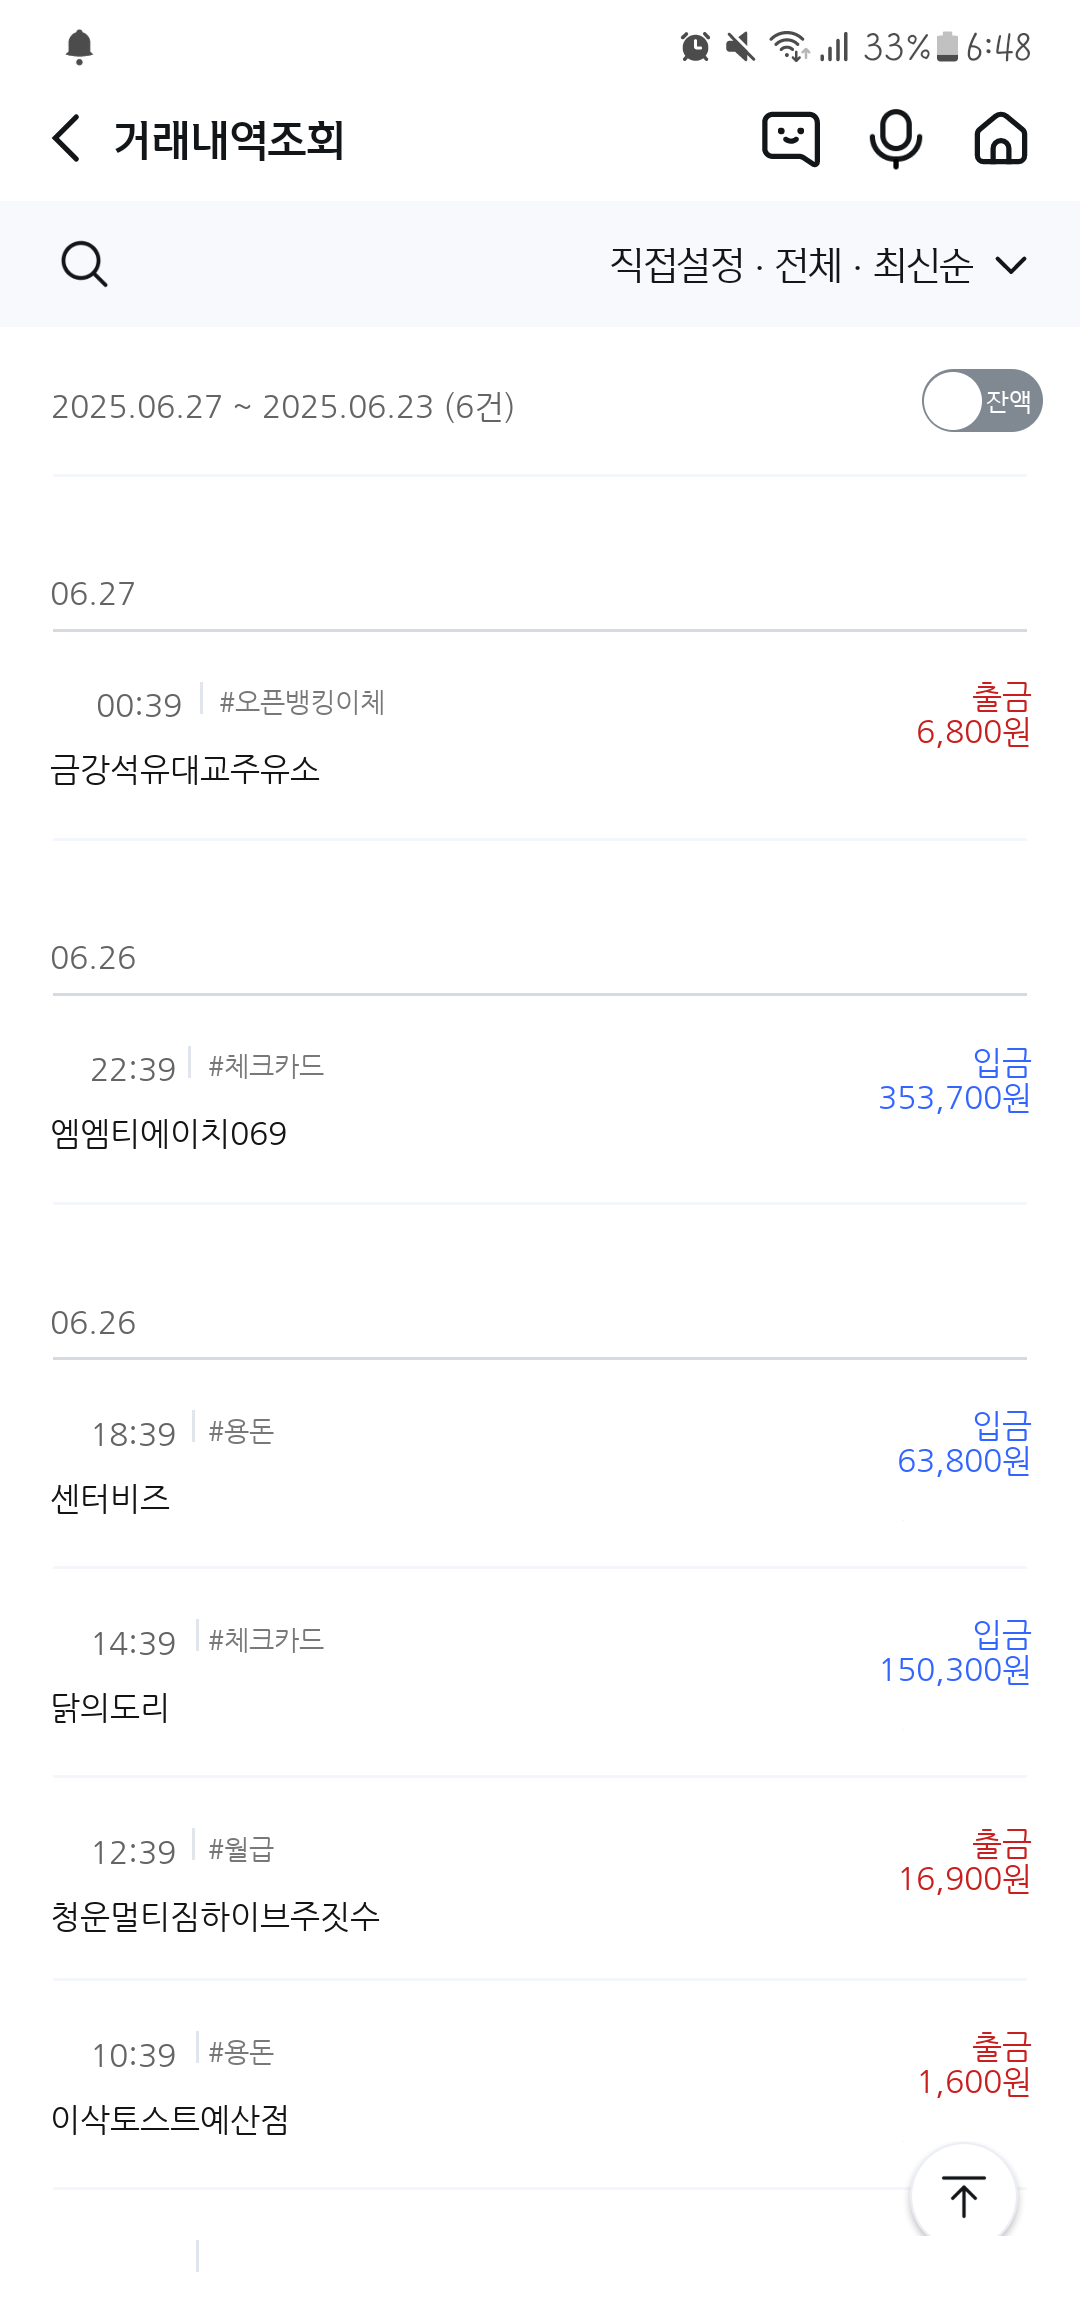 33% 6:48
거래내역조회
직접설정 · 전체 · 최신순
2025.06.27 ~ 2025.06.23 (6건)
잔액
06.27
00:39 #오픈뱅킹이체
출금
6,800원
금강석유대교주유소
06.26
22:39 #체크카드
입금
353,700원
엠엠티에이치069
06.26
18:39 #용돈
입금
63,800원
센터비즈
14:39 #체크카드
입금
150,300원
닭의도리
12:39 #월급
출금
16,900원
청운멀티짐하이브주짓수
10:39 #용돈
출금
1,600원
이삭토스트예산점